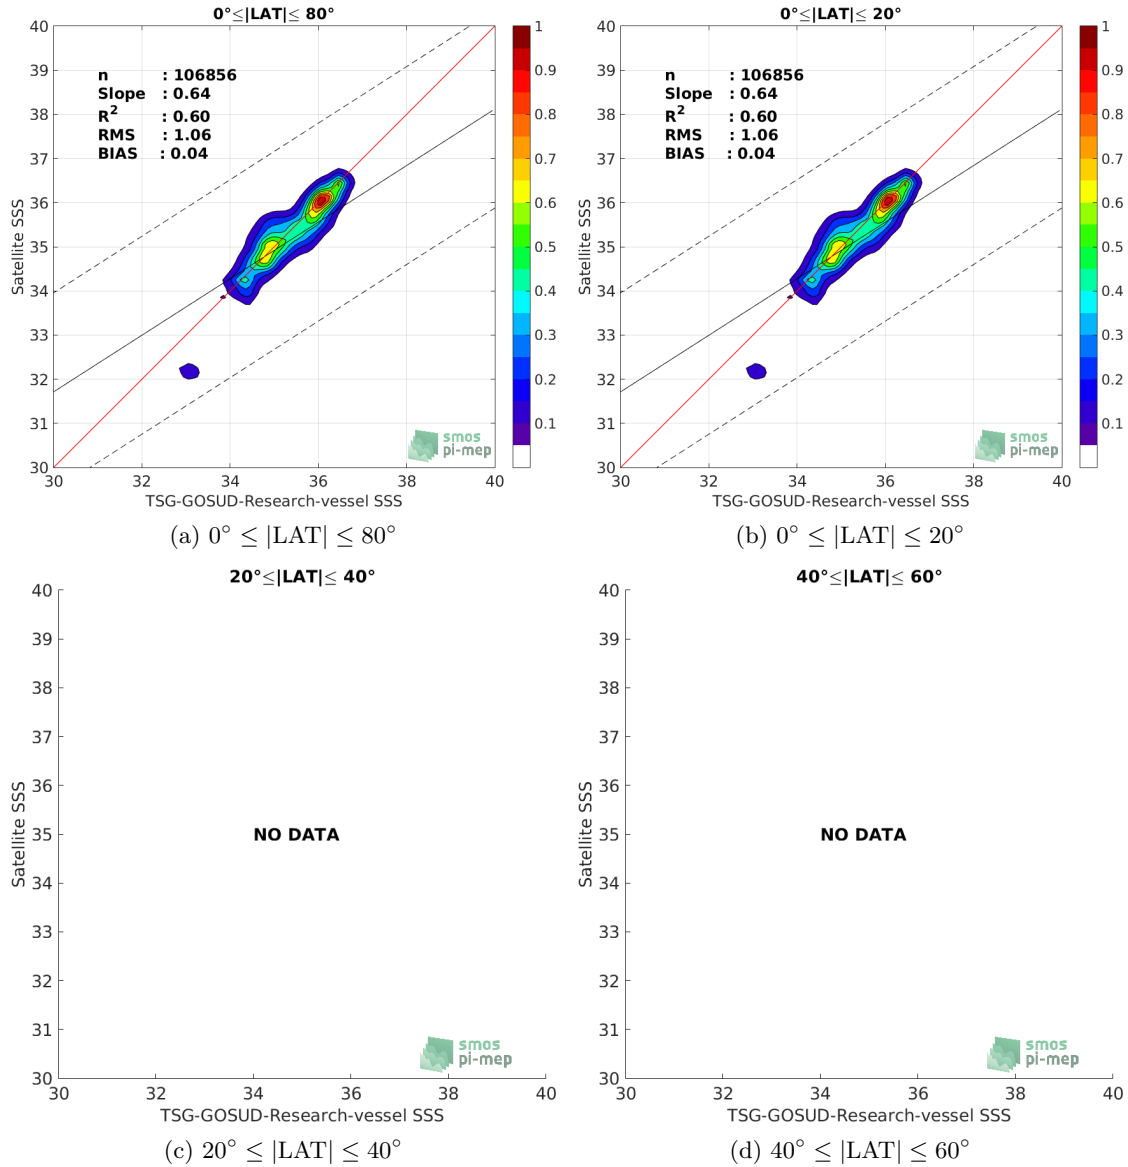 0°≤|LAT|≤ 80°
40
39
38
37
36
35
34
33
32
31
30
Satellite SSS
n : 106856
Slope : 0.64
R² : 0.60
RMS : 1.06
BIAS : 0.04
1
0.9
0.8
0.7
0.6
0.5
0.4
0.3
0.2
0.1
smos
pi-mep
30 32 34 36 38 40
TSG-GOSUD-Research-vessel SSS
(a) 0° ≤ |LAT| ≤ 80°
0°≤|LAT|≤ 20°
40
39
38
37
36
35
34
33
32
31
30
Satellite SSS
n : 106856
Slope : 0.64
R² : 0.60
RMS : 1.06
BIAS : 0.04
1
0.9
0.8
0.7
0.6
0.5
0.4
0.3
0.2
0.1
smos
pi-mep
30 32 34 36 38 40
TSG-GOSUD-Research-vessel SSS
(b) 0° ≤ |LAT| ≤ 20°
20°≤|LAT|≤ 40°
40
39
38
37
36
35
34
33
32
31
30
Satellite SSS
NO DATA
smos
pi-mep
30 32 34 36 38 40
TSG-GOSUD-Research-vessel SSS
(c) 20° ≤ |LAT| ≤ 40°
40°≤|LAT|≤ 60°
40
39
38
37
36
35
34
33
32
31
30
Satellite SSS
NO DATA
smos
pi-mep
30 32 34 36 38 40
TSG-GOSUD-Research-vessel SSS
(d) 40° ≤ |LAT| ≤ 60°